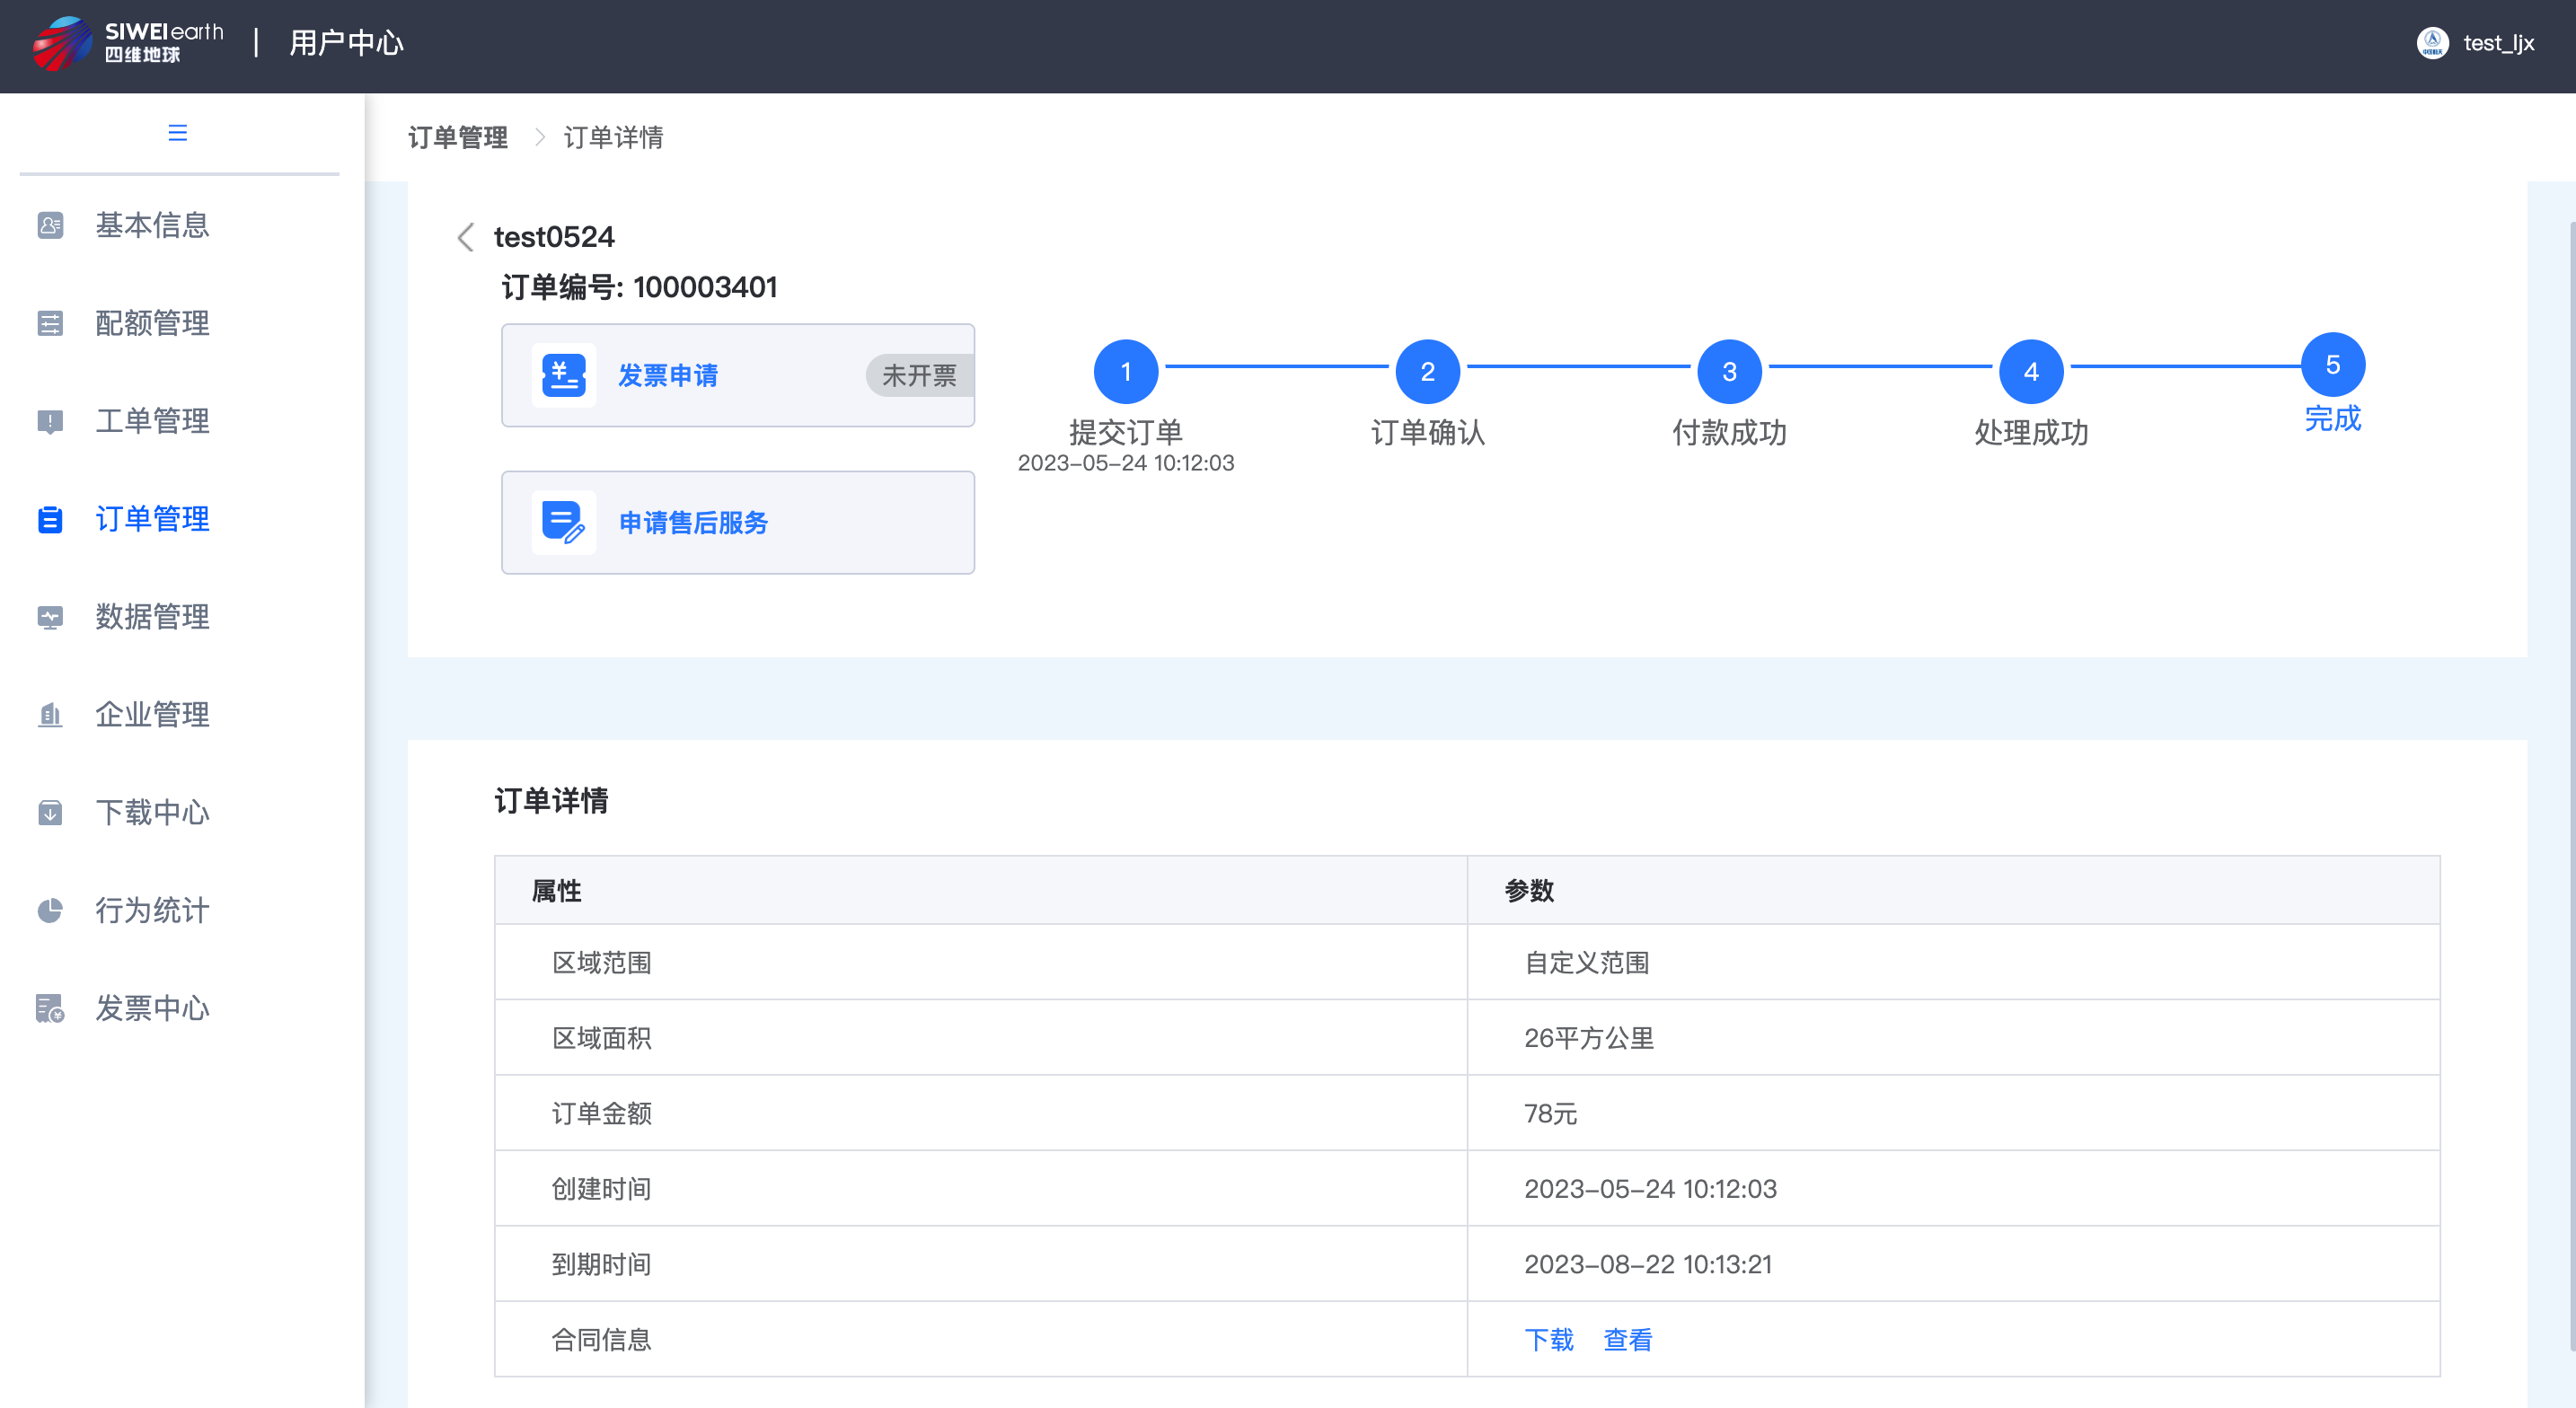 SIWEI earth
四维地球
用户中心
test_ljx
订单管理 > 订单详情
基本信息
配额管理
工单管理
订单管理
数据管理
企业管理
下载中心
行为统计
发票中心
test0524
订单编号: 100003401
发票申请 未开票
申请售后服务
1 2 3 4 5
提交订单 订单确认 付款成功 处理成功 完成
2023-05-24 10:12:03
订单详情
属性 参数
区域范围 自定义范围
区域面积 26平方公里
订单金额 78元
创建时间 2023-05-24 10:12:03
到期时间 2023-08-22 10:13:21
合同信息 下载 查看